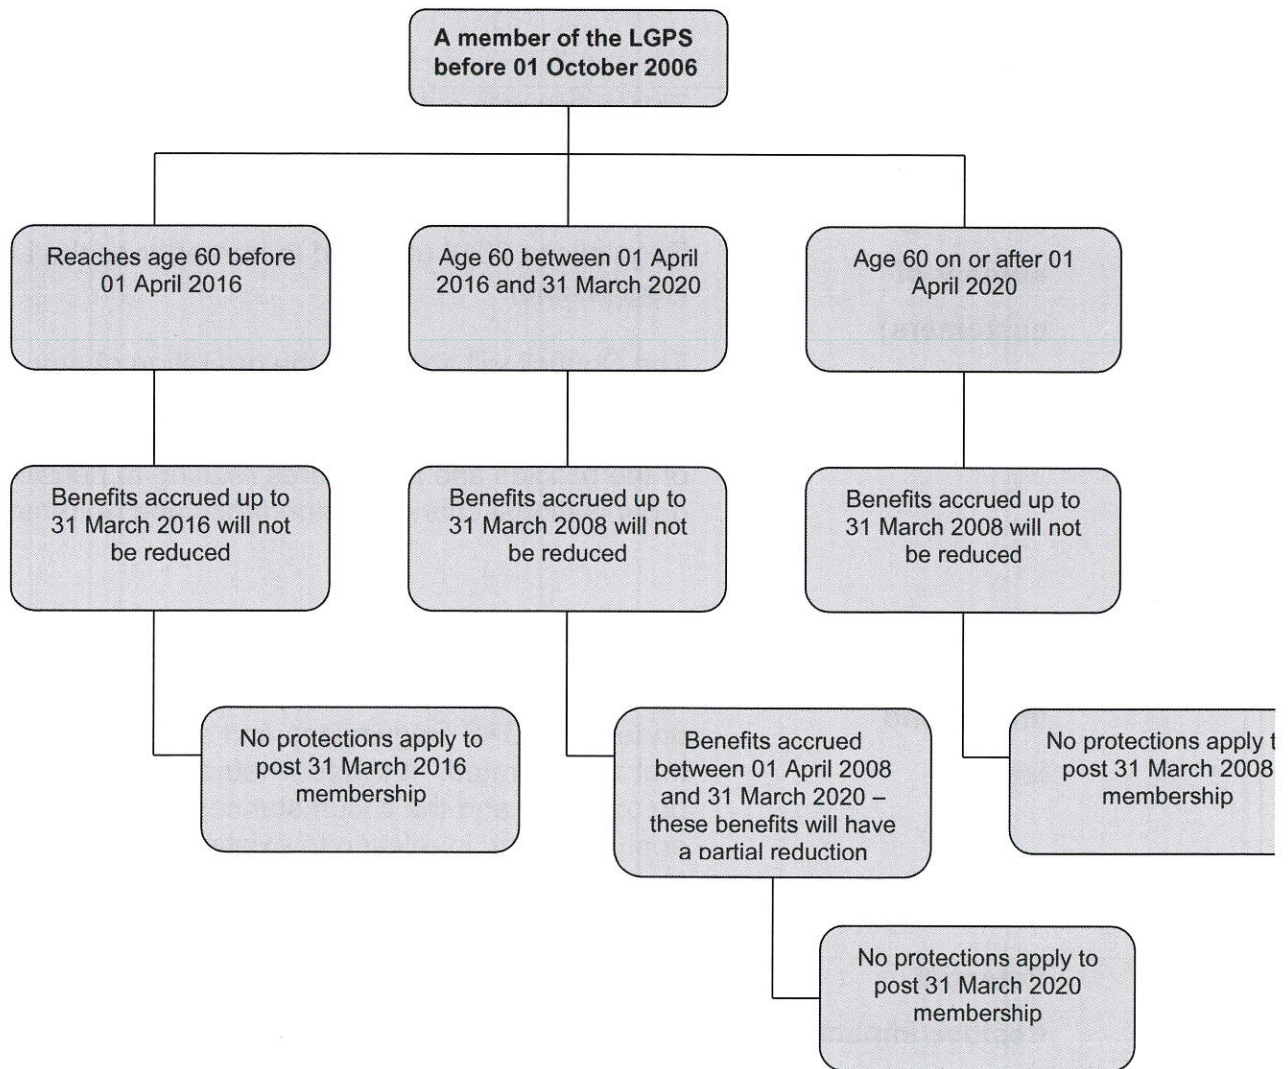 A member of the LGPS
before 01 October 2006
Reaches age 60 before
01 April 2016
Age 60 between 01 April
2016 and 31 March 2020
Age 60 on or after 01
April 2020
Benefits accrued up to
31 March 2016 will not
be reduced
Benefits accrued up to
31 March 2008 will not
be reduced
Benefits accrued up to
31 March 2008 will not
be reduced
No protections apply to
post 31 March 2016
membership
Benefits accrued
between 01 April 2008
and 31 March 2020 –
these benefits will have
a partial reduction
No protections apply t
post 31 March 2008
membership
No protections apply to
post 31 March 2020
membership